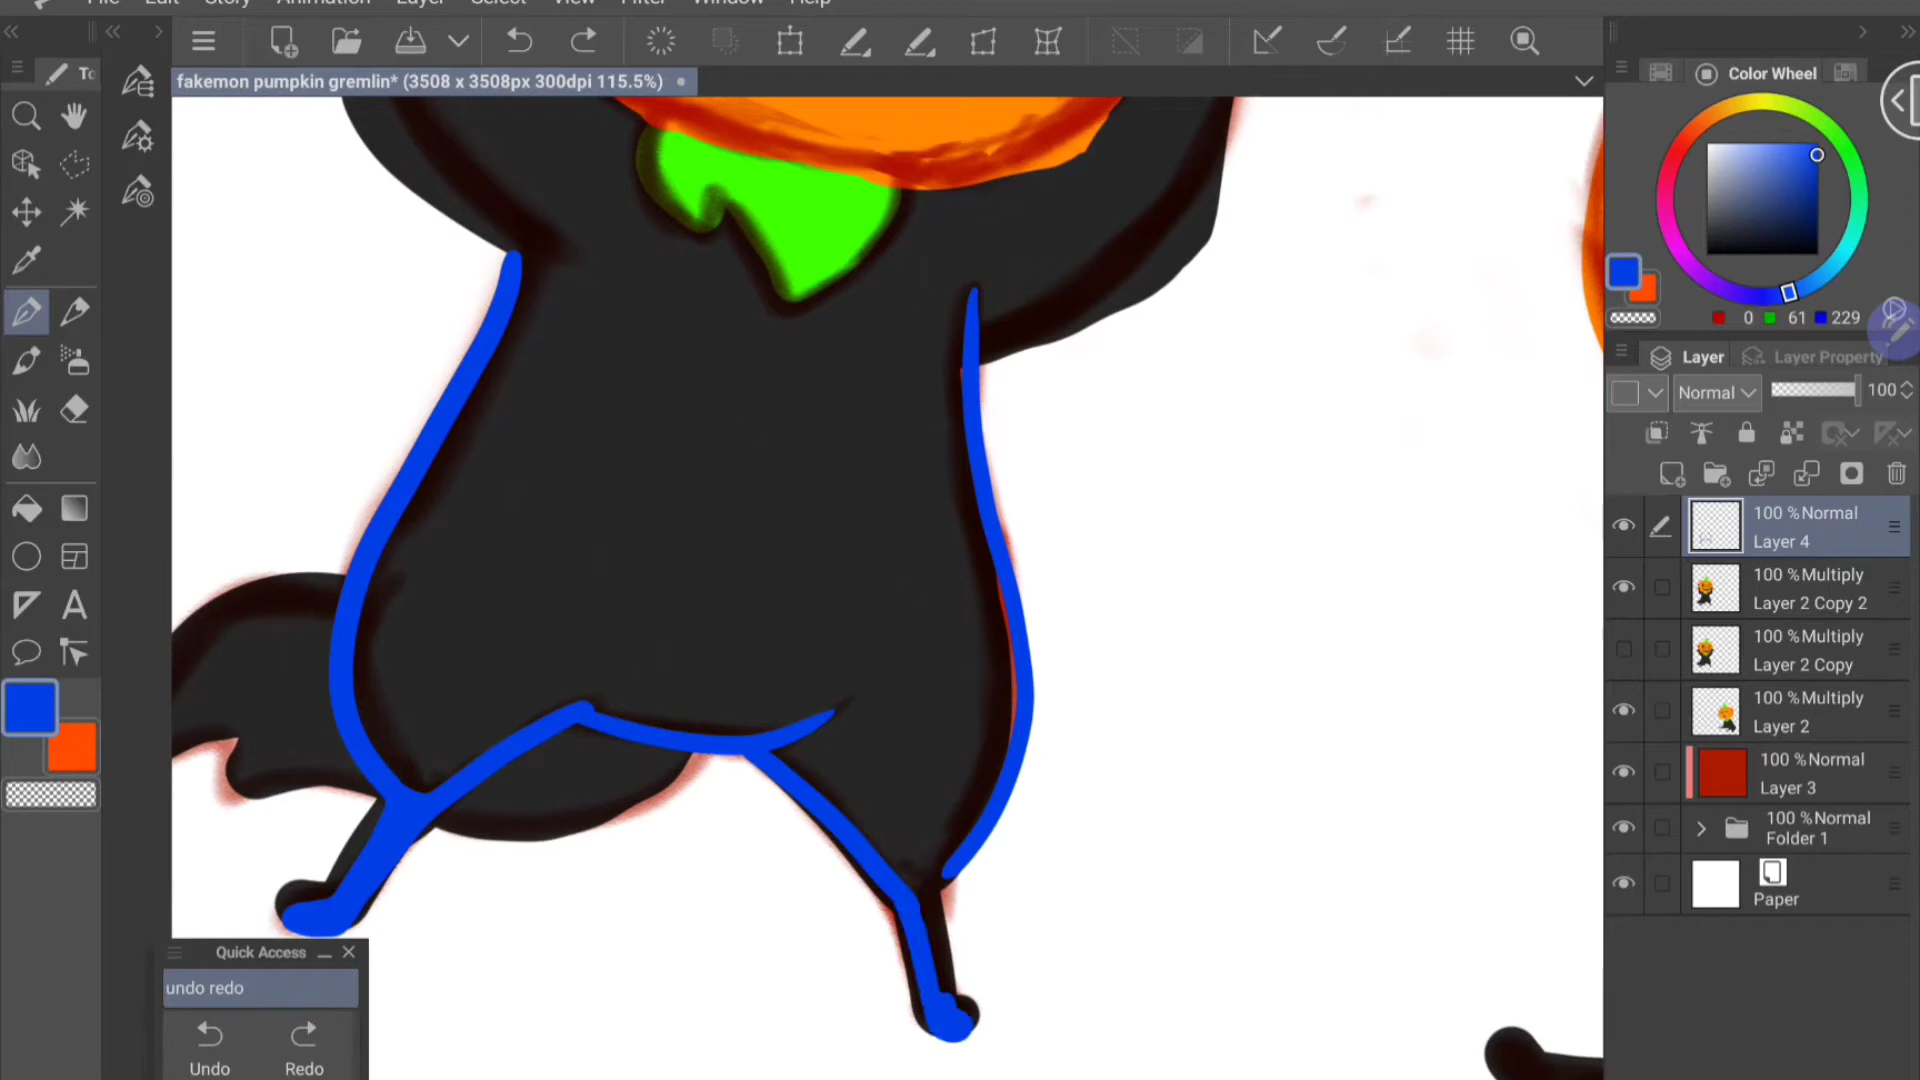 File Edit Story Animation Layer Select View Filter Window Help
To
fakemon pumpkin gremlin* (3508 x 3508px 300dpi 115.5%)
Color Wheel
0 61 229
Layer Layer Property
Normal 100
100 %Normal
Layer 4
100 %Multiply
Layer 2 Copy 2
100 %Multiply
Layer 2 Copy
100 %Multiply
Layer 2
100 %Normal
Layer 3
100 %Normal
Folder 1
Paper
Quick Access
undo redo
Undo Redo